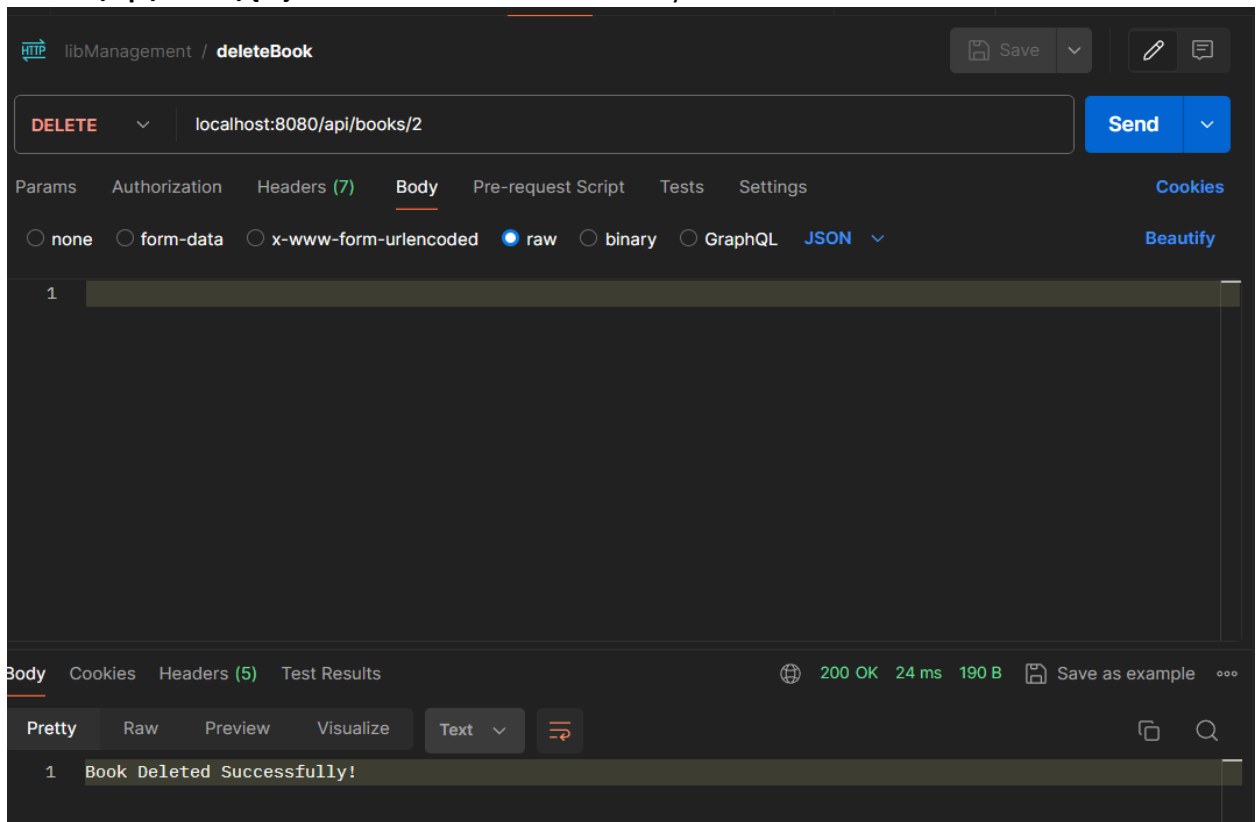 HTTP libManagement / deleteBook Save
DELETE localhost:8080/api/books/2 Send
Params Authorization Headers (7) Body Pre-request Script Tests Settings Cookies
none form-data x-www-form-urlencoded raw binary GraphQL JSON Beautify
1
Body Cookies Headers (5) Test Results 200 OK 24 ms 190 B Save as example
Pretty Raw Preview Visualize Text
1 Book Deleted Successfully!